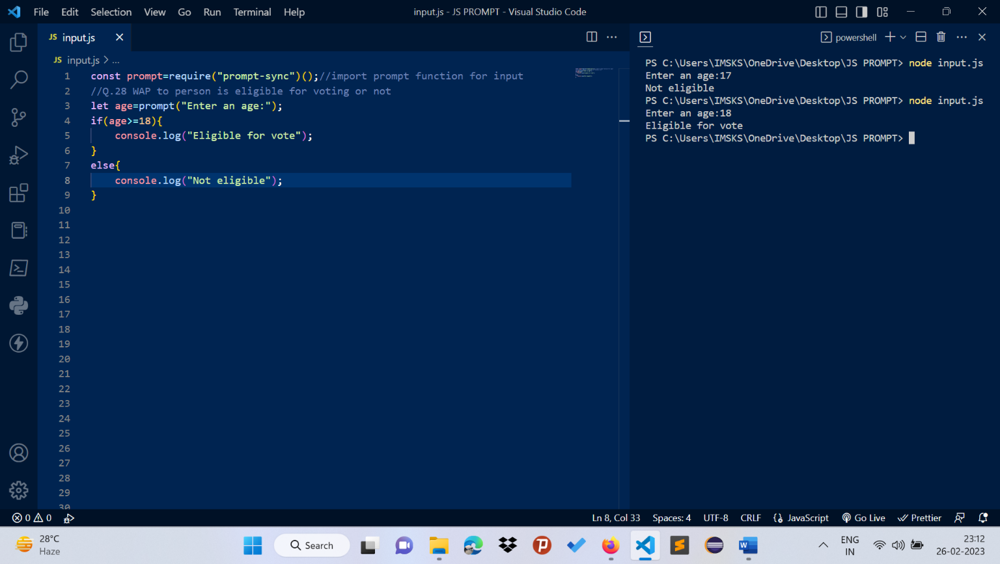 File Edit Selection View Go Run Terminal Help
input.js - JS PROMPT - Visual Studio Code
JS input.js
powershell
JS input.js > ...
1 const prompt=require("prompt-sync")();//import prompt function for input
2 //Q.28 WAP to person is eligible for voting or not
3 let age=prompt("Enter an age:");
4 if(age>=18){
5 console.log("Eligible for vote");
6 }
7 else{
8 console.log("Not eligible");
9 }
10
11
12
13
14
15
16
17
18
19
20
21
22
23
24
25
26
27
28
29
30
PS C:\Users\IMSKS\OneDrive\Desktop\JS PROMPT> node input.js
Enter an age:17
Not eligible
PS C:\Users\IMSKS\OneDrive\Desktop\JS PROMPT> node input.js
Enter an age:18
Eligible for vote
PS C:\Users\IMSKS\OneDrive\Desktop\JS PROMPT>
0 0
Ln 8, Col 33 Spaces: 4 UTF-8 CRLF JavaScript Go Live Prettier
28°C
Haze
Search
ENG
IN
23:12
26-02-2023